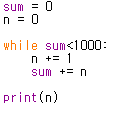 sum = 0
n = 0

while sum<1000:
    n += 1
    sum += n

print(n)